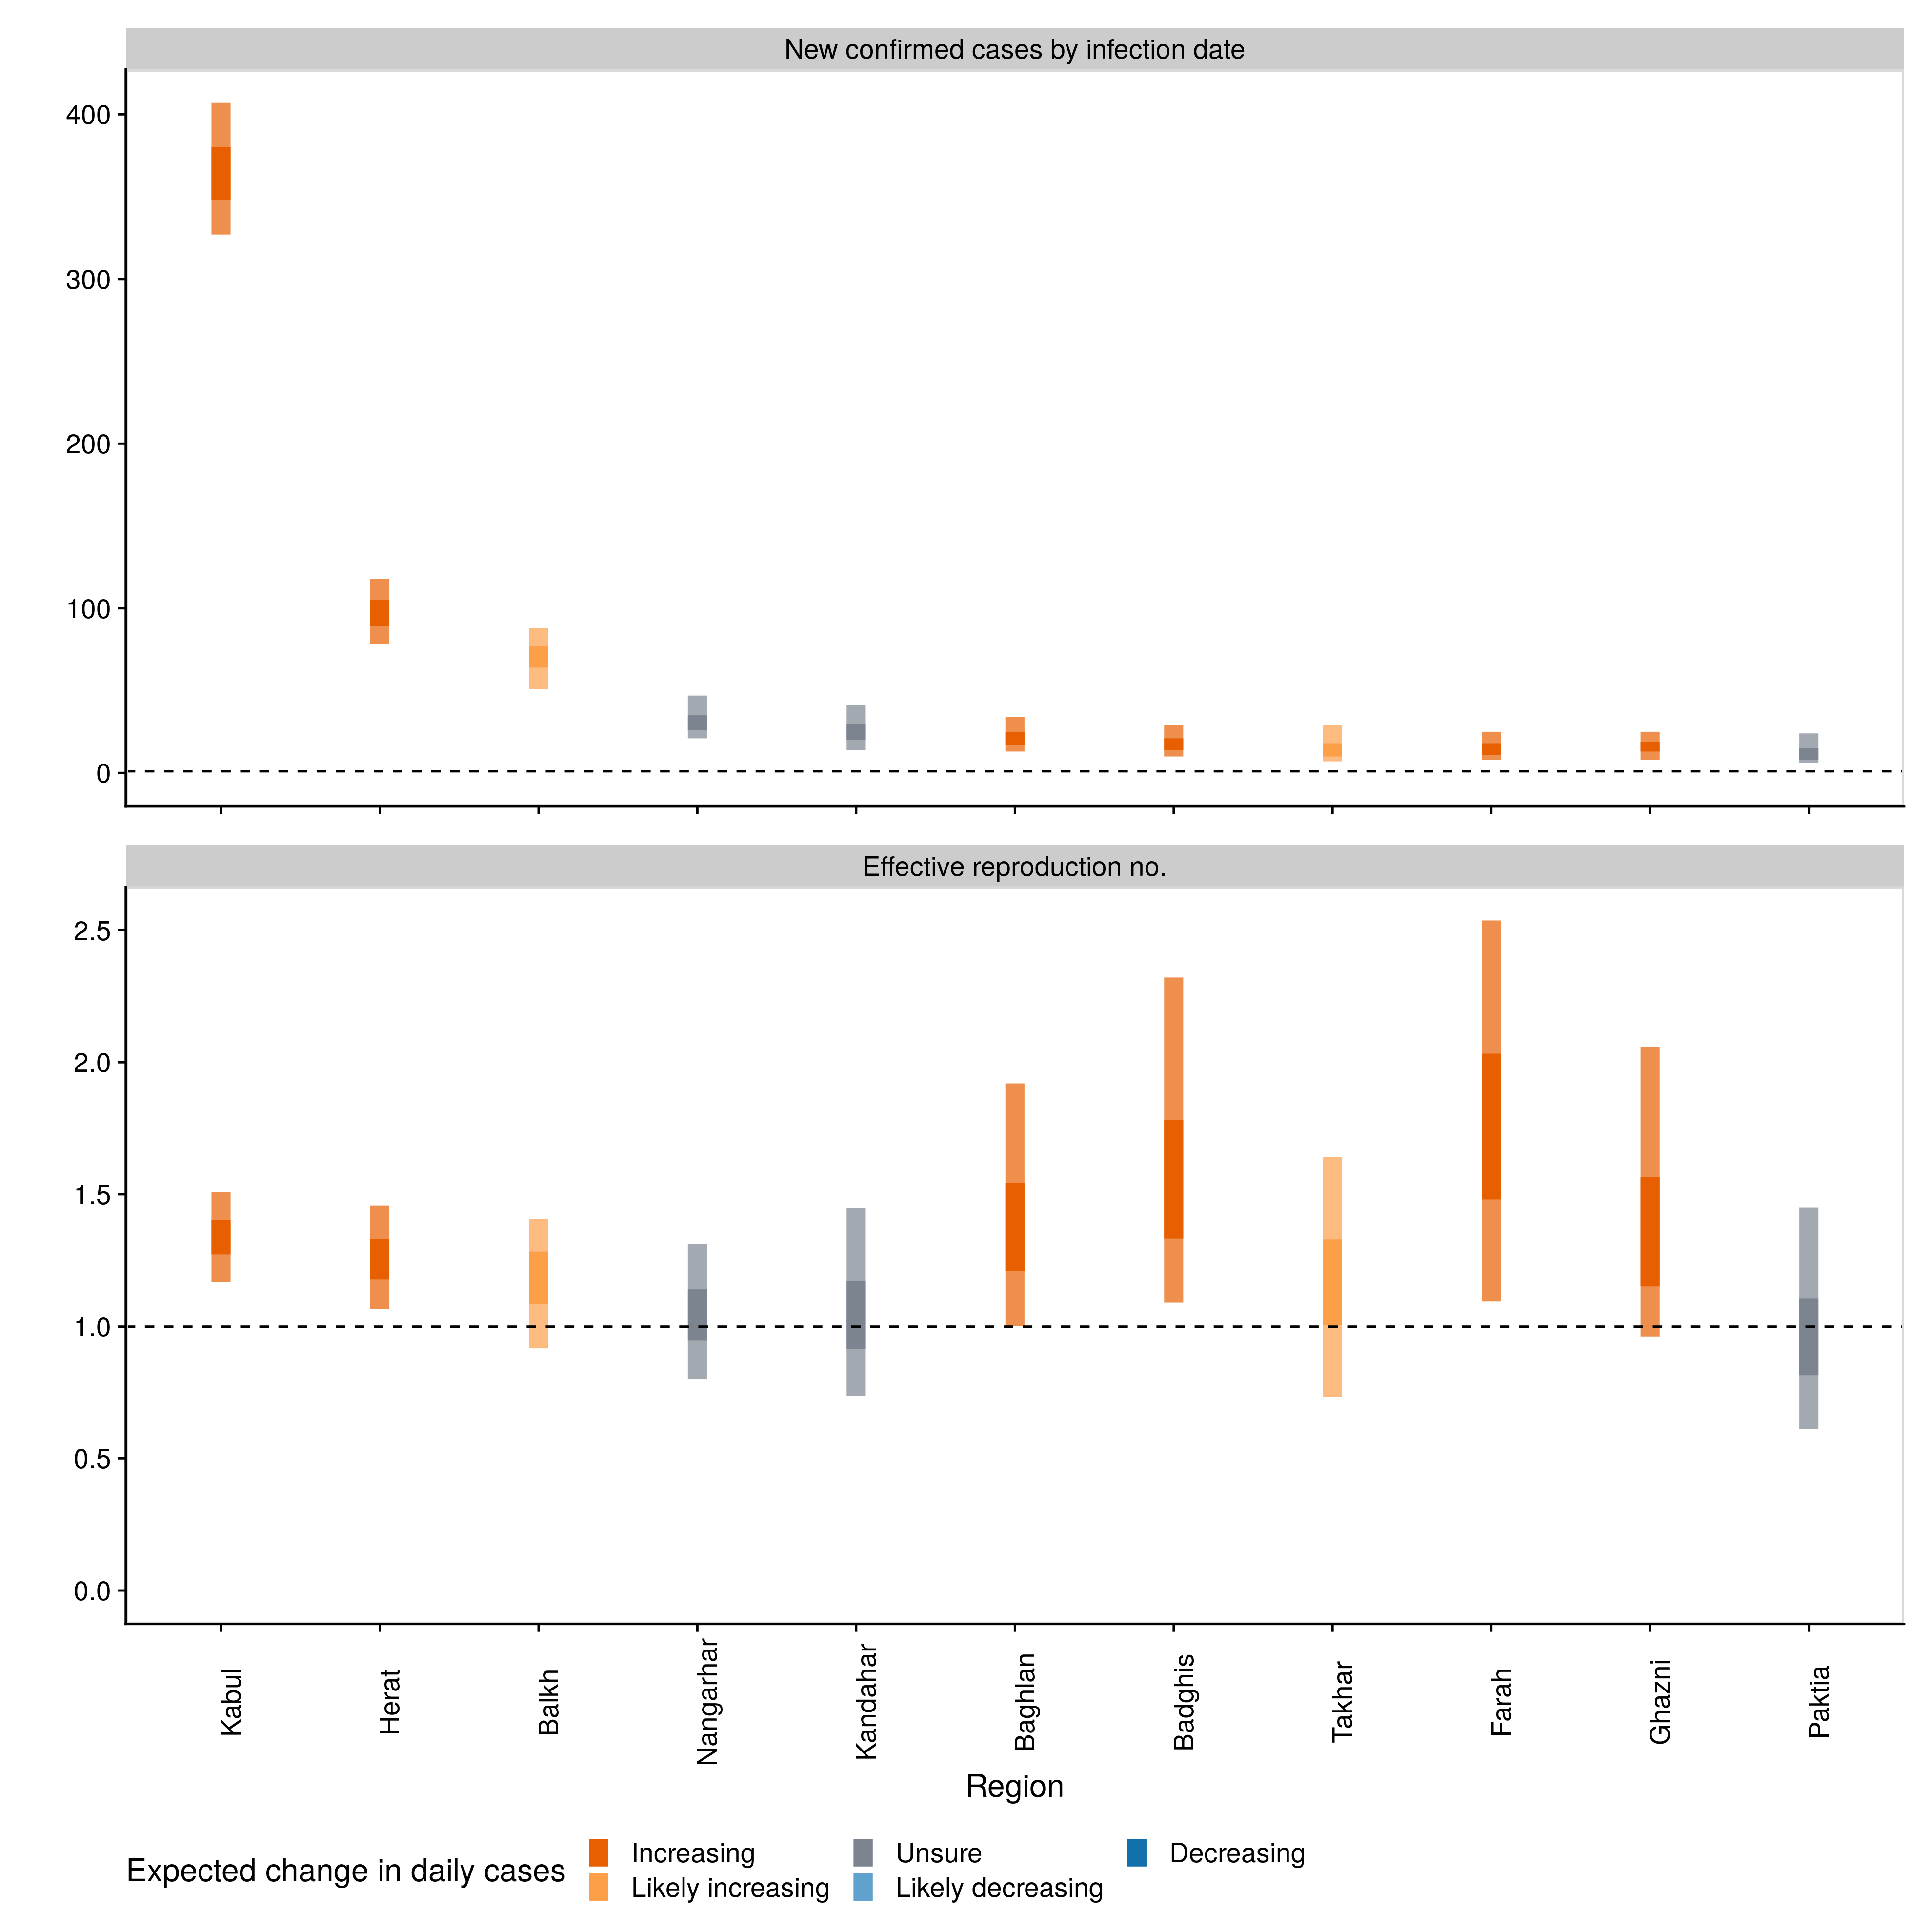 New confirmed cases by infection date
400
300
200
100
0
Effective reproduction no.
2.5
2.0
1.5
1.0
0.5
0.0
Kabul
Herat
Balkh
Nangarhar
Kandahar
Baghlan
Badghis
Takhar
Farah
Ghazni
Paktia
Region
Expected change in daily cases
Increasing
Likely increasing
Unsure
Likely decreasing
Decreasing